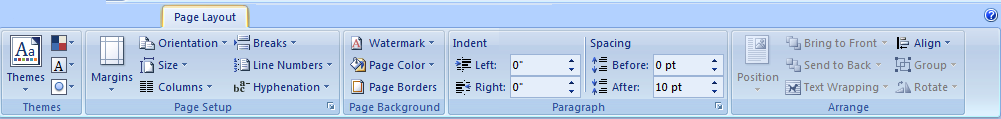 Page Layout
Aa
A
Themes
Themes
Margins
Orientation
Size
Columns
Breaks
Line Numbers
bc Hyphenation
a-
Page Setup
Watermark
Page Color
Page Borders
Page Background
Indent
Left: 0"
Right: 0"
Spacing
Before: 0 pt
After: 10 pt
Paragraph
Position
Bring to Front
Send to Back
Text Wrapping
Align
Group
Rotate
Arrange